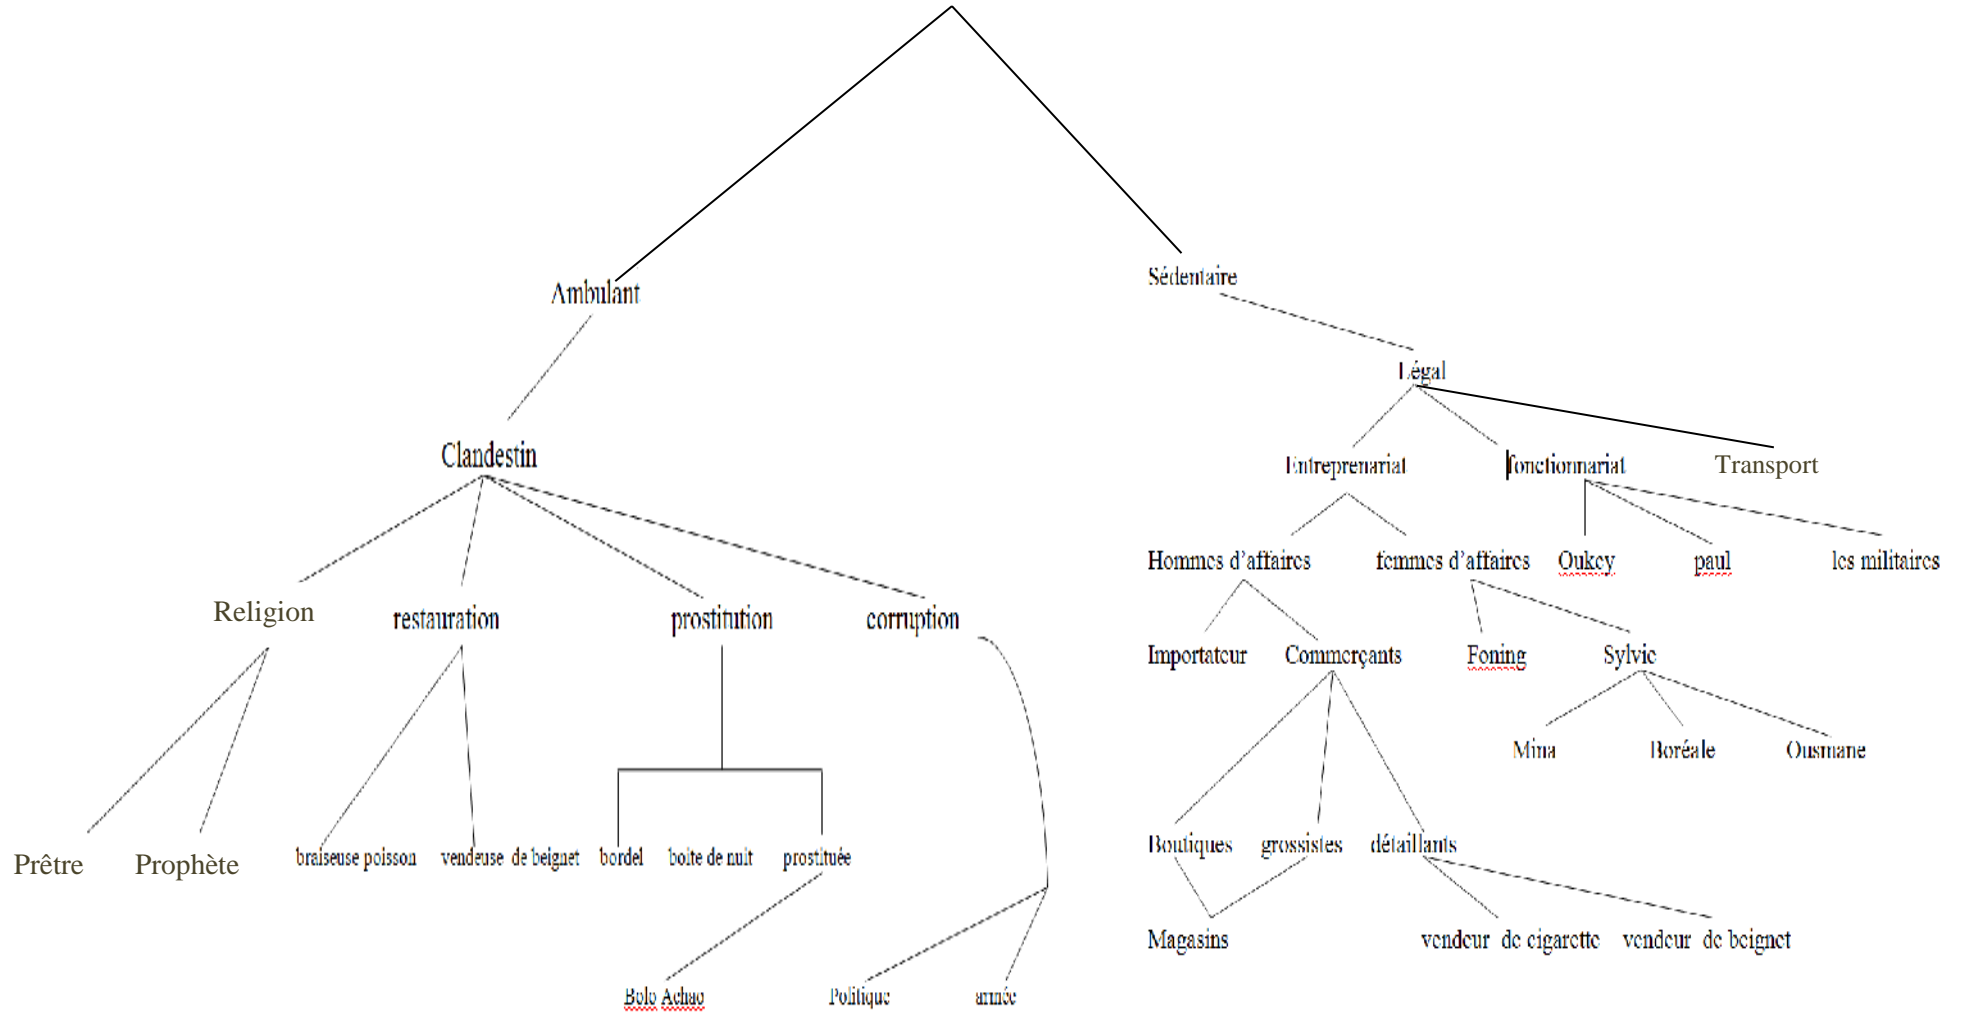 Sédentaire
Ambulant
Légal
Clandestin
Entreprenariat
fonctionnariat
Transport
Hommes d’affaires
femmes d’affaires
Oukey
paul
les militaires
Religion
restauration
prostitution
corruption
Importateur
Commerçants
Foning
Sylvie
Mina
Boréale
Ousmane
Boutiques
grossistes
détaillants
Prêtre
Prophète
braiseuse poisson
vendeuse de beignet
bordel
boîte de nuit
prostituée
Magasins
vendeur de cigarette
vendeur de beignet
Bolo Achao
Politique
armée